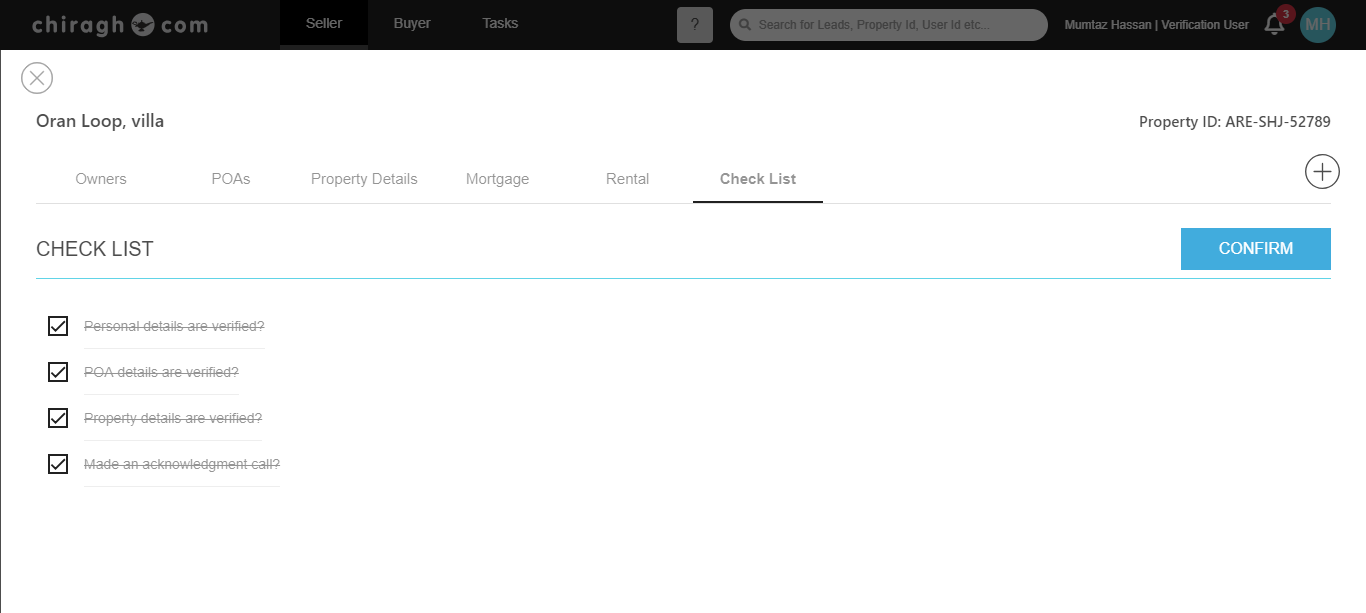 chiragh com
Seller Buyer Tasks ? Search for Leads, Property Id, User Id etc... Mumtaz Hassan | Verification User 3 MH
Oran Loop, villa
Property ID: ARE-SHJ-52789
Owners POAs Property Details Mortgage Rental Check List
CHECK LIST
CONFIRM
Personal details are verified?
POA details are verified?
Property details are verified?
Made an acknowledgment call?